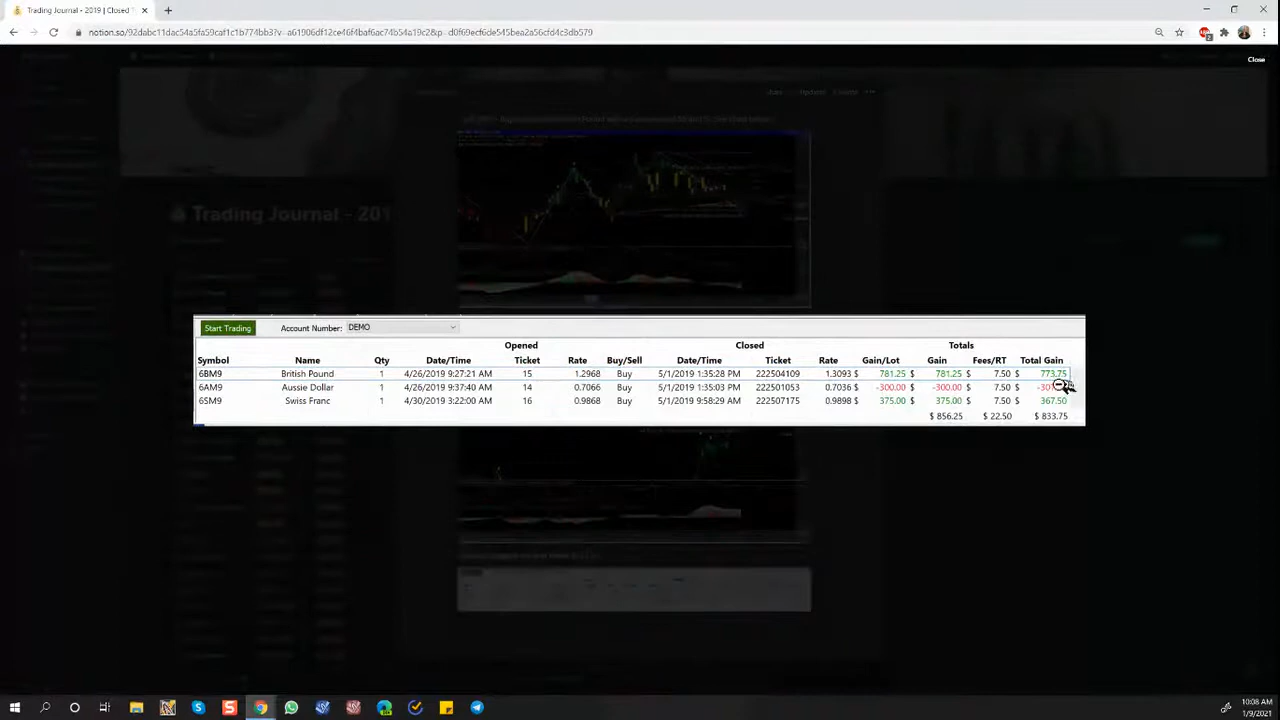 Trading Journal - 2019 | Closed T
notion.so/92dabc11dac54a5fa59caf1c1b774bb3?v=a61906df12ce46f4baf6ac74b54a19c2&p=d0f69ecf6de545bea2a56cfd4c3db579
Close
Share Updates
Trading Journal - 201
Start Trading Account Number: DEMO
Opened Closed Totals
Symbol Name Qty Date/Time Ticket Rate Buy/Sell Date/Time Ticket Rate Gain/Lot Gain Fees/RT Total Gain
6BM9 British Pound 1 4/26/2019 9:27:21 AM 15 1.2968 Buy 5/1/2019 1:35:28 PM 222504109 1.3093 $ 781.25 $ 781.25 $ 7.50 $ 773.75
6AM9 Aussie Dollar 1 4/26/2019 9:37:40 AM 14 0.7066 Buy 5/1/2019 1:35:03 PM 222501053 0.7036 $ -300.00 $ -300.00 $ 7.50 $
6SM9 Swiss Franc 1 4/30/2019 3:22:00 AM 16 0.9868 Buy 5/1/2019 9:58:29 AM 222507175 0.9898 $ 375.00 $ 375.00 $ 7.50 $ 367.50
$ 856.25 $ 22.50 $ 833.75
10:08 AM
1/9/2021